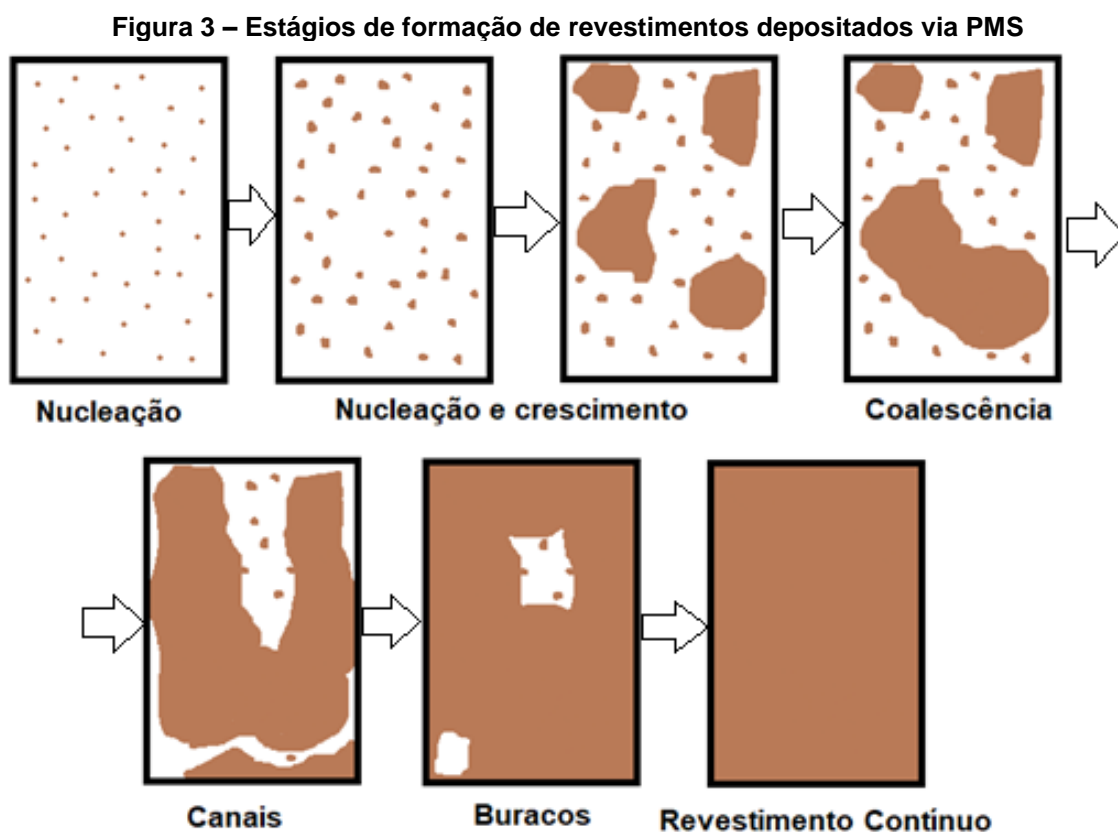 Figura 3 – Estágios de formação de revestimentos depositados via PMS
Nucleação
Nucleação e crescimento
Coalescência
Canais
Buracos
Revestimento Contínuo